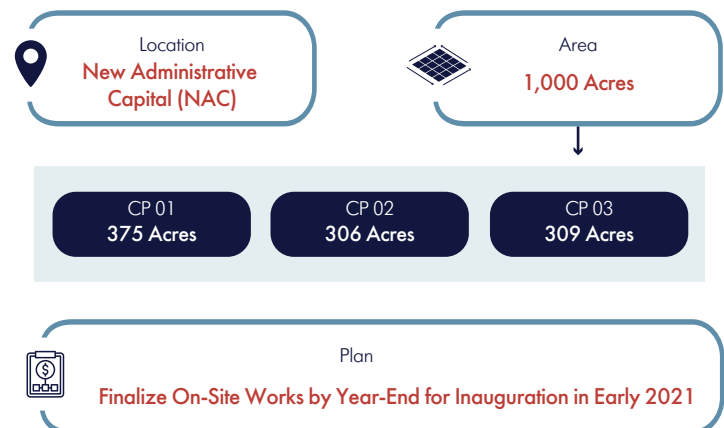 Location
New Administrative
Capital (NAC)
Area
1,000 Acres
CP 01
375 Acres
CP 02
306 Acres
CP 03
309 Acres
Plan
$
Finalize On-Site Works by Year-End for Inauguration in Early 2021